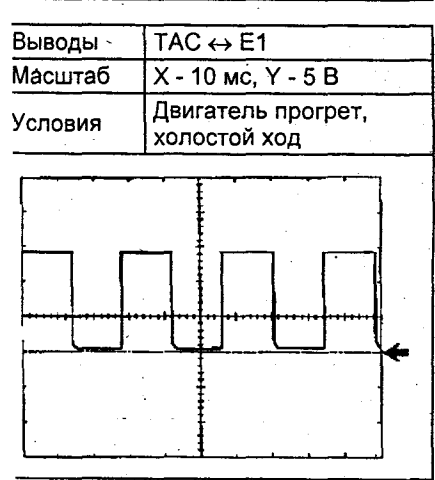 Выводы TAC ↔ E1
Масштаб X - 10 мс, Y - 5 В
Условия Двигатель прогрет,
холостой ход